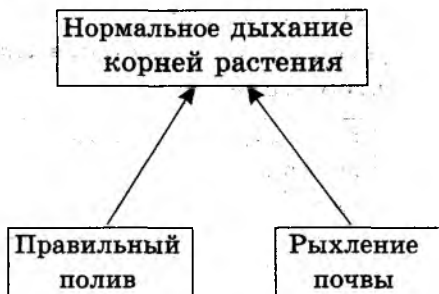 Нормальное дыхание
корней растения
Правильный
полив
Рыхление
почвы